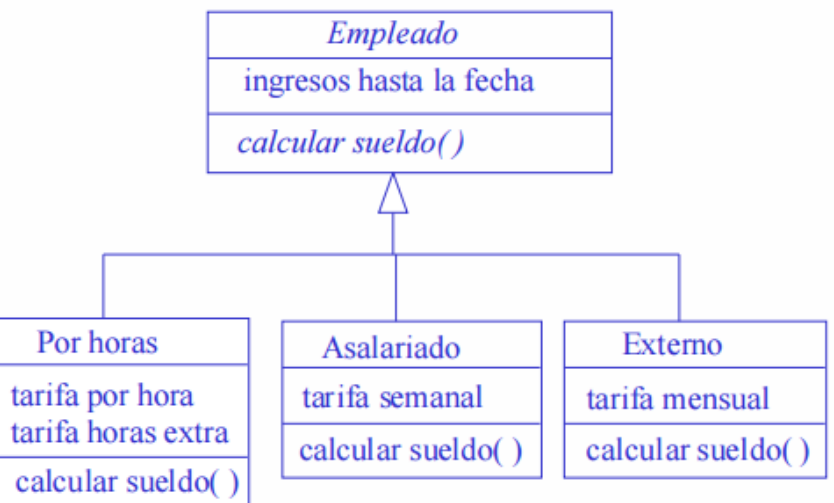 Empleado
ingresos hasta la fecha
calcular sueldo( )
Por horas
tarifa por hora
tarifa horas extra
calcular sueldo( )
Asalariado
tarifa semanal
calcular sueldo( )
Externo
tarifa mensual
calcular sueldo( )